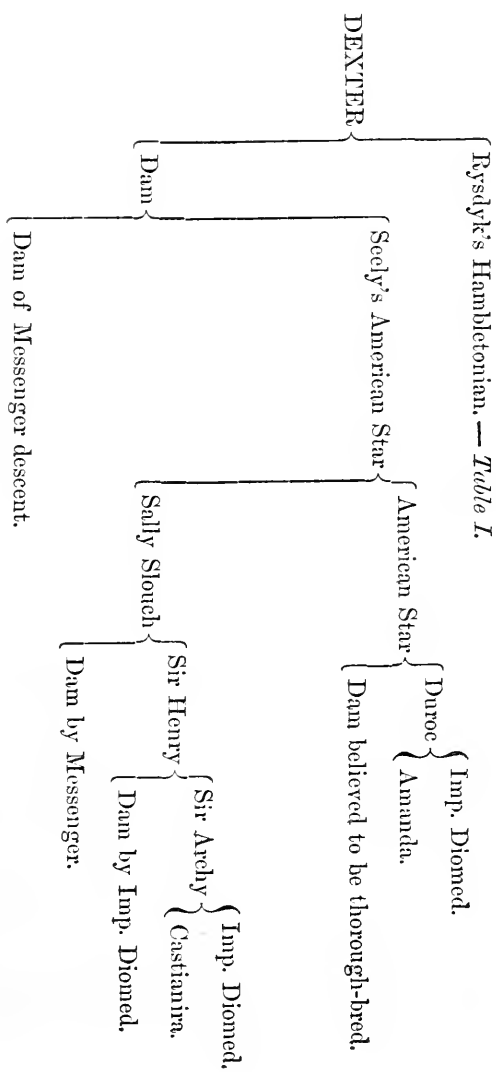 DEXTER
Rysdyk's Hambletonian.— Table I.
Dam
Seely's American Star
Dam of Messenger descent.
American Star
Sally Slouch
Duroc
Dam believed to be thorough-bred.
Imp. Diomed.
Amanda.
Sir Henry
Dam by Messenger.
Sir Archy
Dam by Imp. Diomed.
Imp. Diomed.
Castianira.